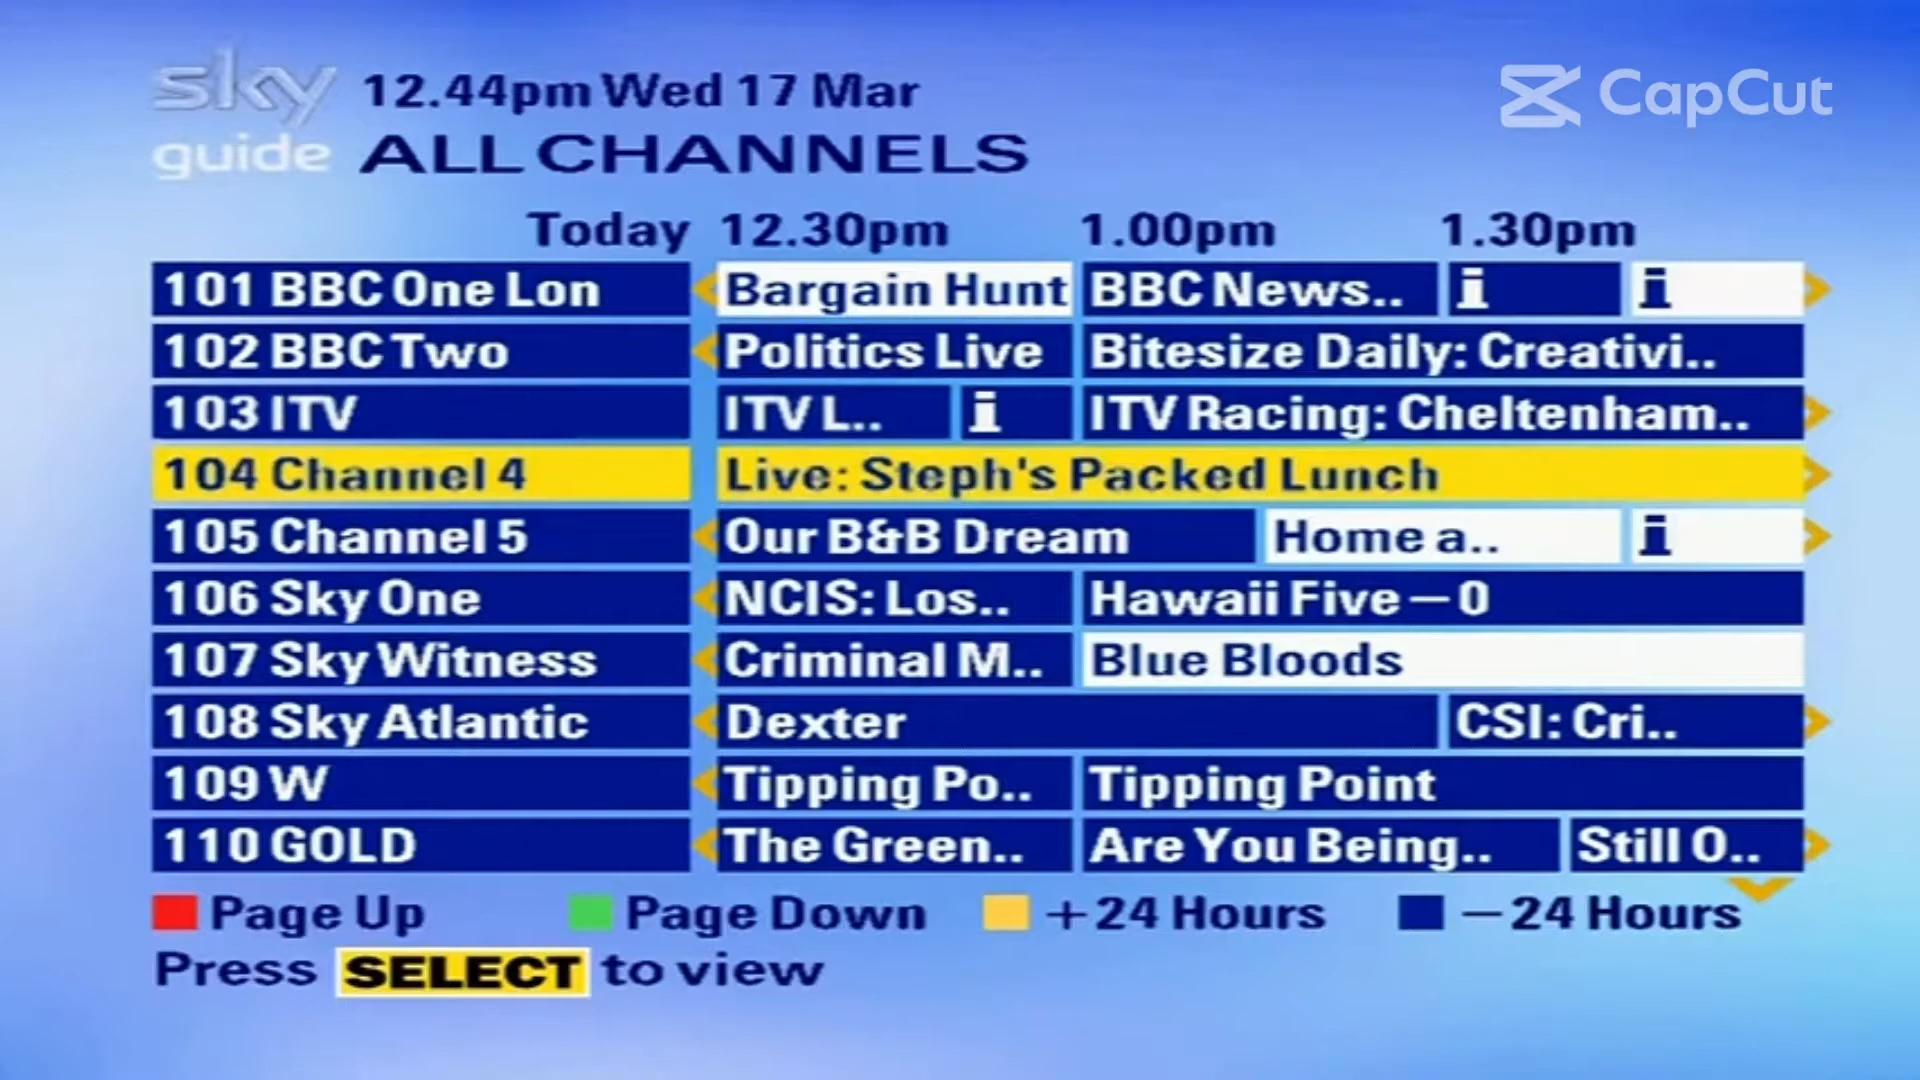 sky guide 12.44pm Wed 17 Mar
ALL CHANNELS
CapCut
Today 12.30pm 1.00pm 1.30pm
101 BBC One Lon Bargain Hunt BBC News.. i i
102 BBC Two Politics Live Bitesize Daily: Creativi..
103 ITV ITV L.. i ITV Racing: Cheltenham..
104 Channel 4 Live: Steph's Packed Lunch
105 Channel 5 Our B&B Dream Home a.. i
106 Sky One NCIS: Los.. Hawaii Five—0
107 Sky Witness Criminal M.. Blue Bloods
108 Sky Atlantic Dexter CSI: Cri..
109 W Tipping Po.. Tipping Point
110 GOLD The Green.. Are You Being.. Still O..
Page Up Page Down +24 Hours —24 Hours
Press SELECT to view